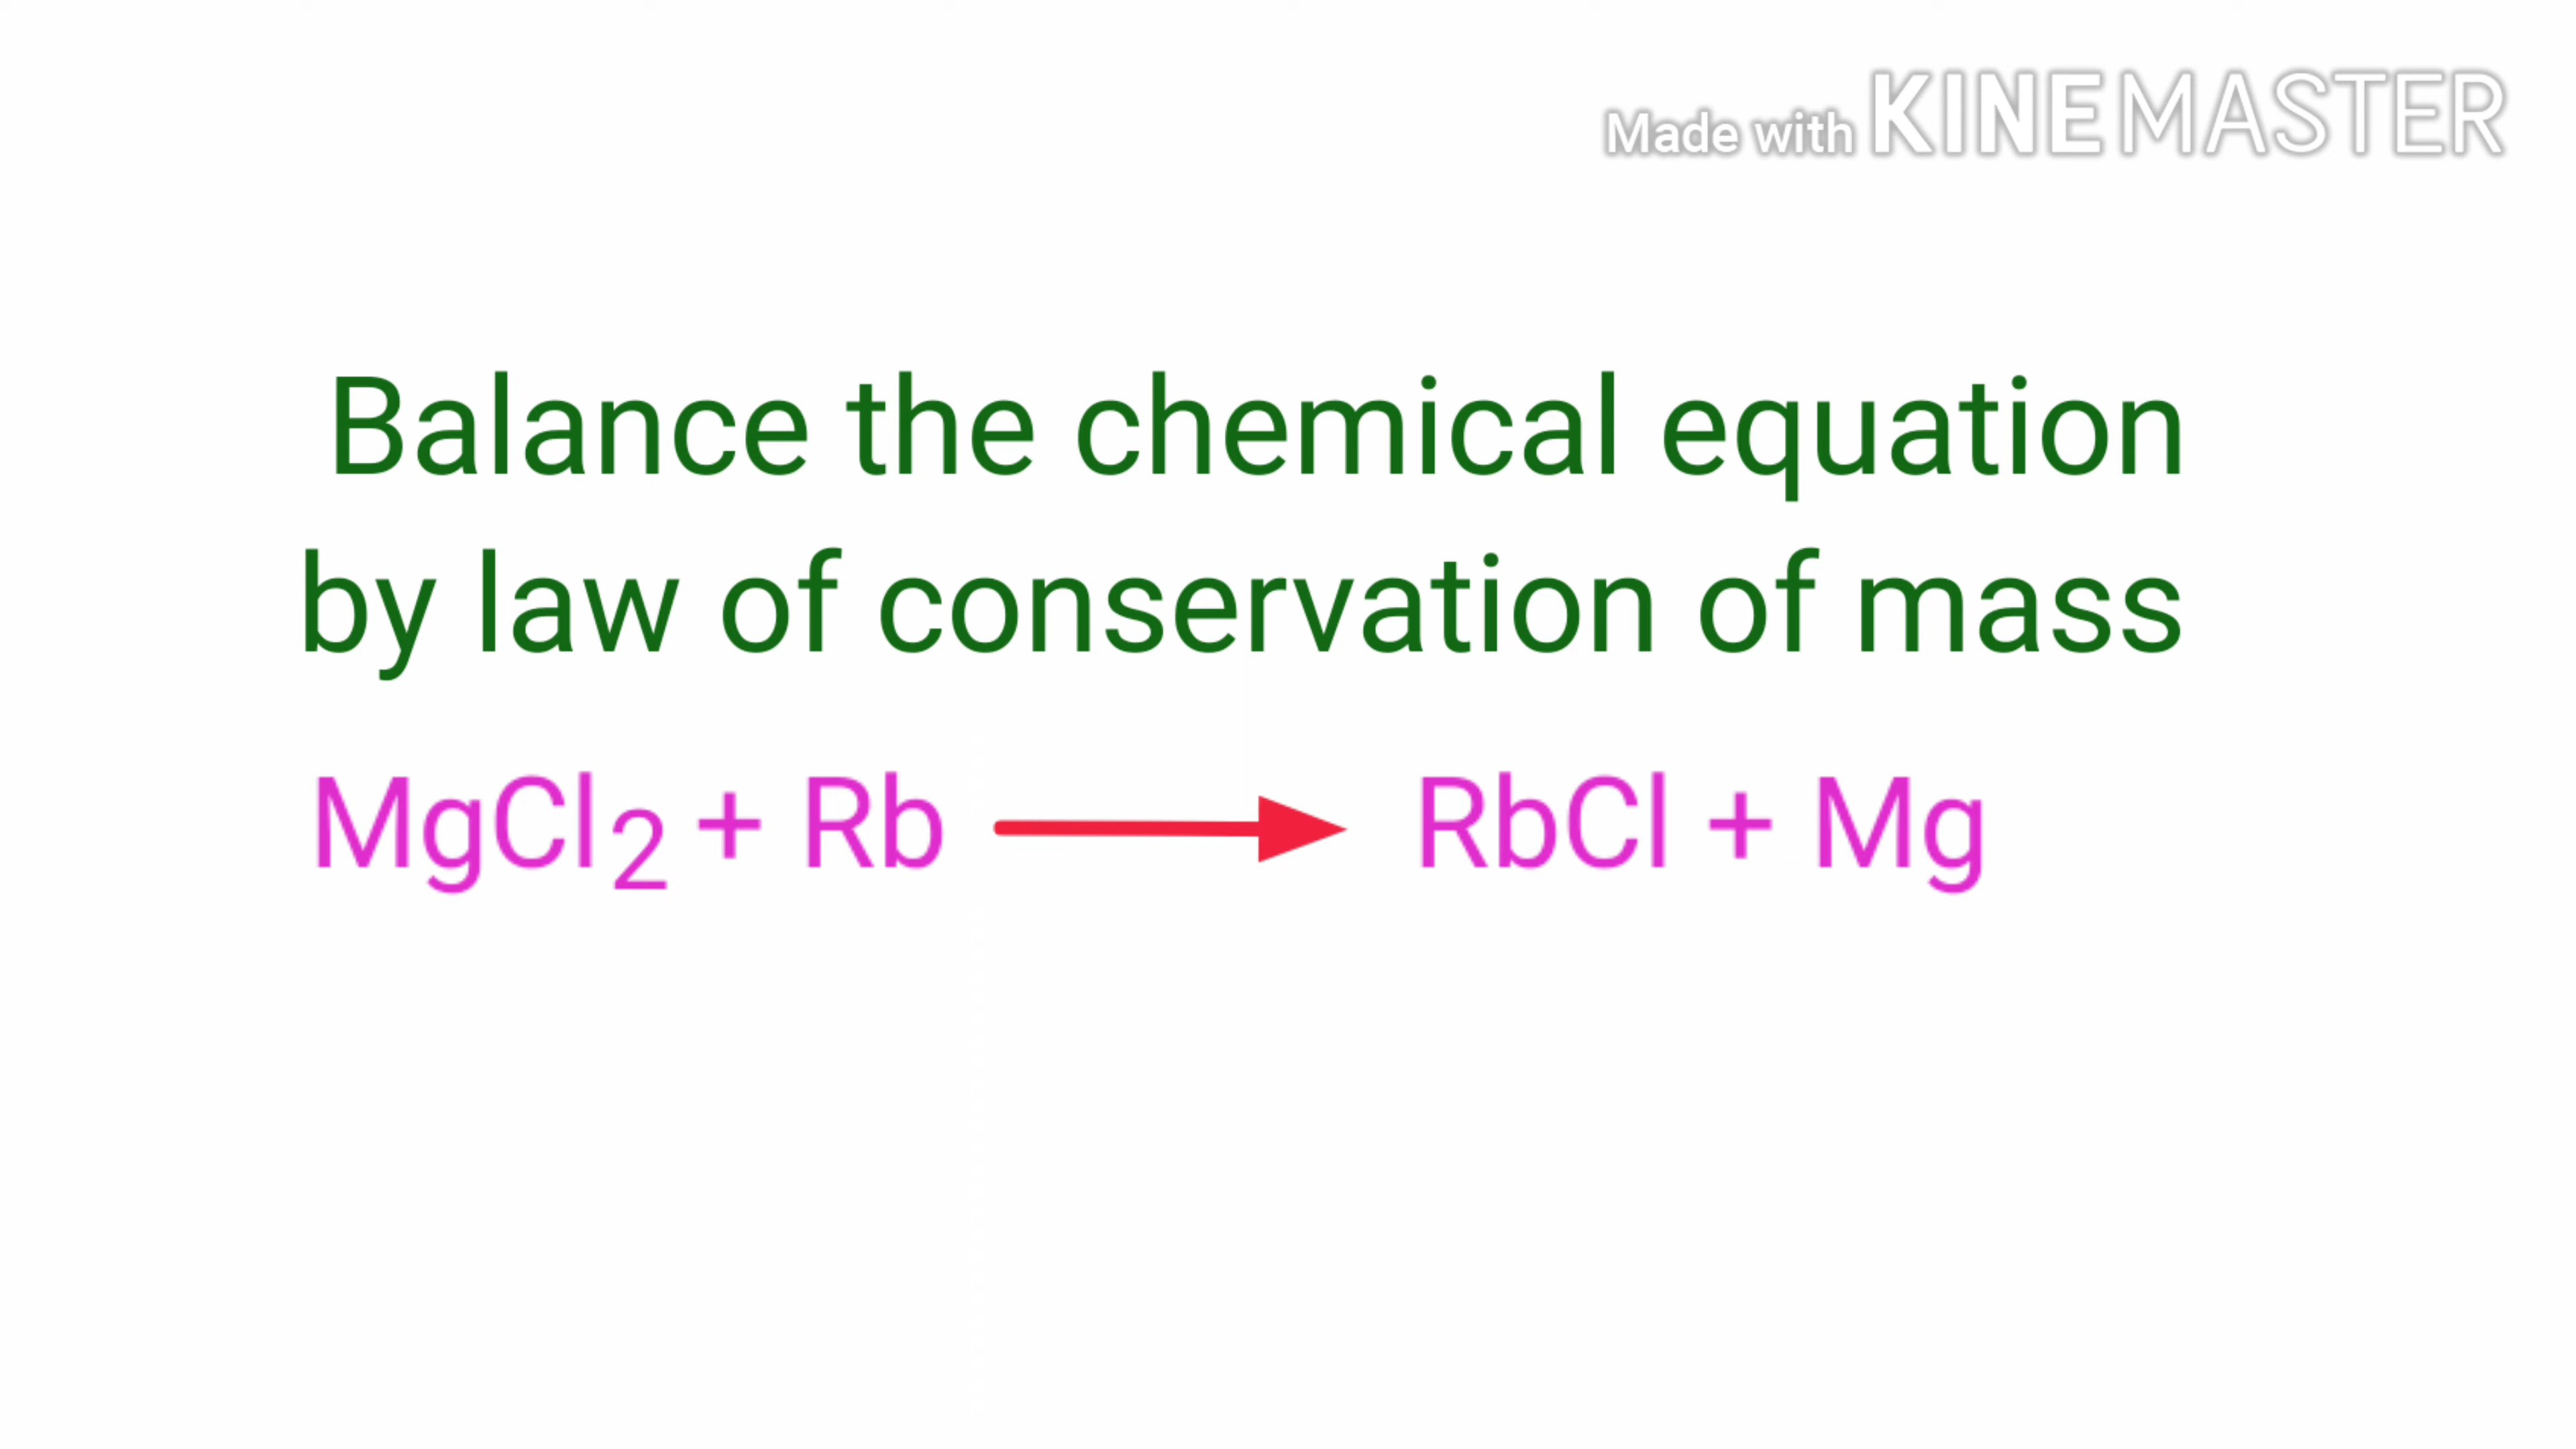 Made with KINEMASTER
Balance the chemical equation
by law of conservation of mass
MgCl2 + Rb → RbCl + Mg